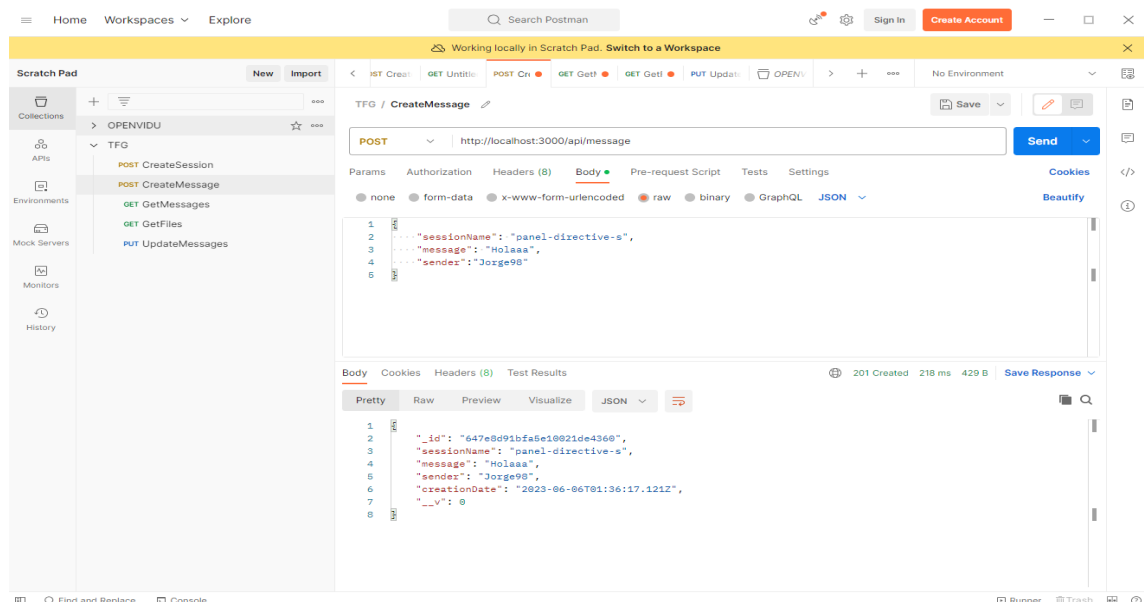 Home Workspaces Explore Search Postman Sign In Create Account
Working locally in Scratch Pad. Switch to a Workspace
Scratch Pad New Import
IST Creat GET Untitle POST Cr GET Get GET Get PUT Updat OPENV No Environment
Collections
APIs
Environments
Mock Servers
Monitors
History
OPENVIDU
TFG
POST CreateSession
POST CreateMessage
GET GetMessages
GET GetFiles
PUT UpdateMessages
TFG / CreateMessage Save
POST http://localhost:3000/api/message Send
Params Authorization Headers (8) Body Pre-request Script Tests Settings Cookies
none form-data x-www-form-urlencoded raw binary GraphQL JSON Beautify
1 {
2 "sessionName": "panel-directive-s",
3 "message": "Holaaa",
4 "sender":"Jorge98"
5 }
Body Cookies Headers (8) Test Results 201 Created 218 ms 429 B Save Response
Pretty Raw Preview Visualize JSON
1 {
2 "_id": "647e8d91bfa5e10021de4360",
3 "sessionName": "panel-directive-s",
4 "message": "Holaaa",
5 "sender": "Jorge98",
6 "creationDate": "2023-06-06T01:36:17.121Z",
7 "__v": 0
8 }
Find and Replace Console Runner Trash